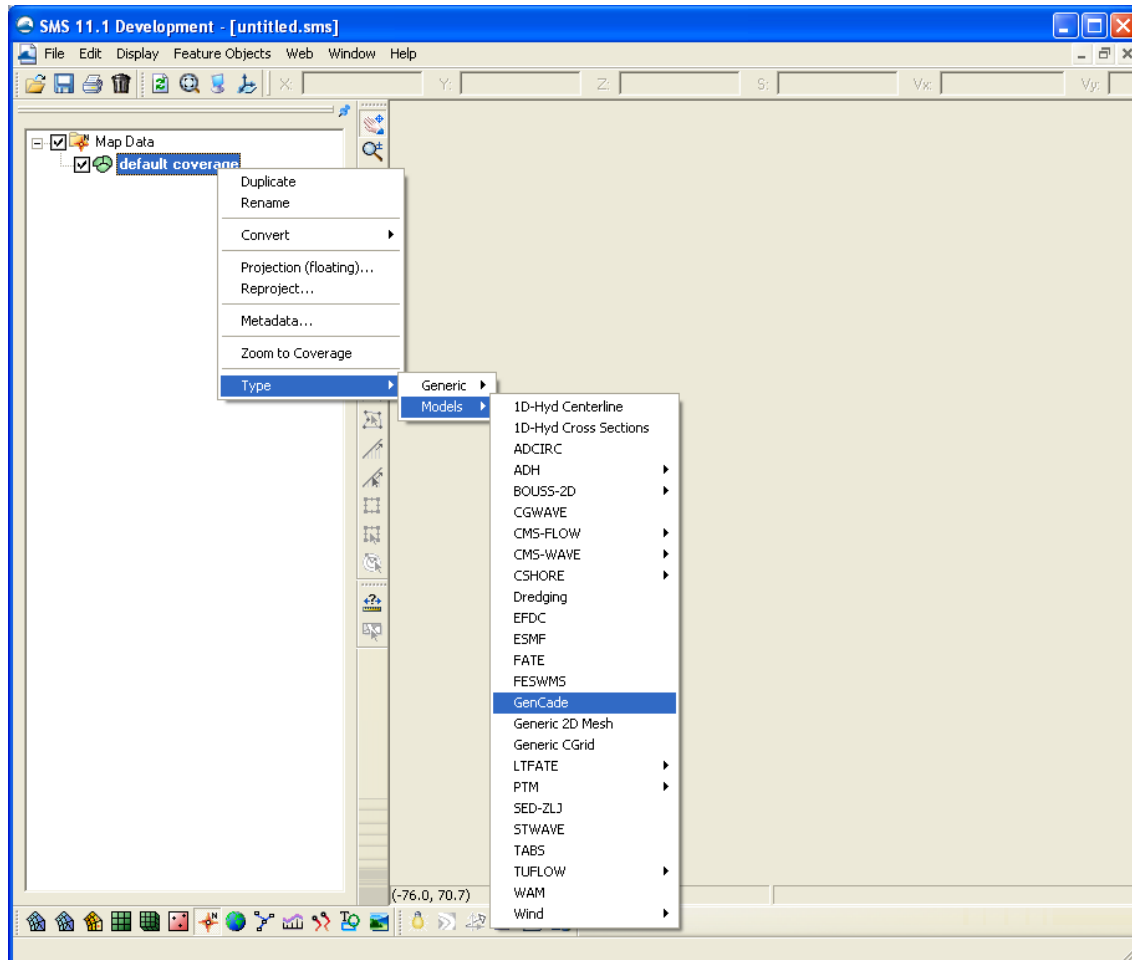 SMS 11.1 Development - [untitled.sms]
File Edit Display Feature Objects Web Window Help
X: Y: Z: S: Vx: Vy:
Map Data
default coverage
Duplicate
Rename
Convert
Projection (floating)...
Reproject...
Metadata...
Zoom to Coverage
Type
Generic
Models
1D-Hyd Centerline
1D-Hyd Cross Sections
ADCIRC
ADH
BOUSS-2D
CGWAVE
CMS-FLOW
CMS-WAVE
CSHORE
Dredging
EFDC
ESMF
FATE
FESWMS
GenCade
Generic 2D Mesh
Generic CGrid
LTFATE
PTM
SED-ZLJ
STWAVE
TABS
TUFLOW
WAM
Wind
(-76.0, 70.7)